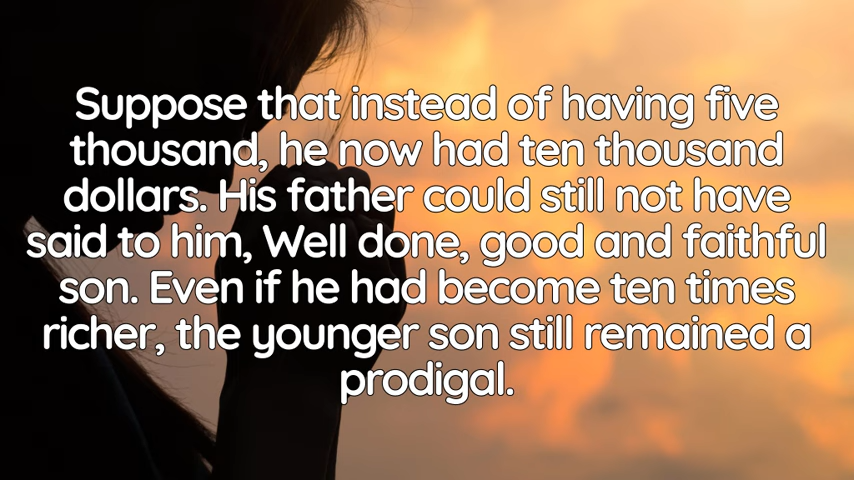 Suppose that instead of having five
thousand, he now had ten thousand
dollars. His father could still not have
said to him, Well done, good and faithful
son. Even if he had become ten times
richer, the younger son still remained a
prodigal.